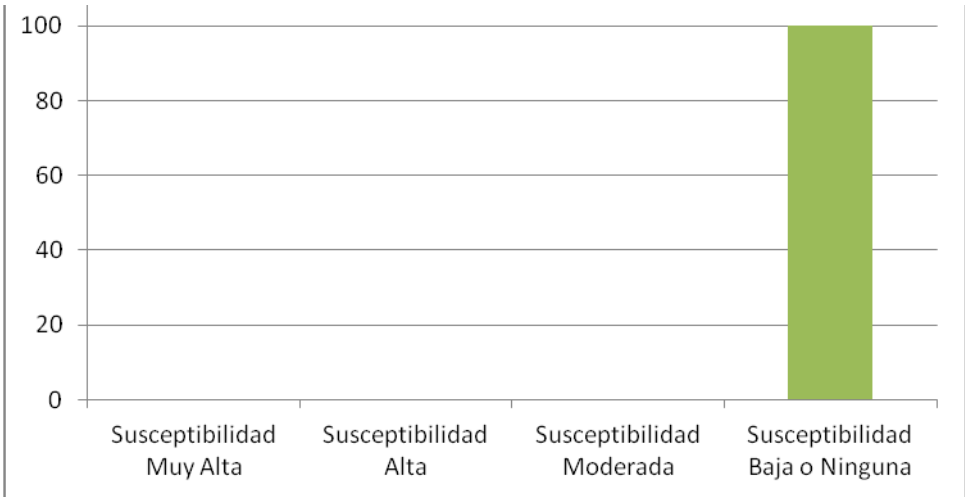 100
80
60
40
20
0
Susceptibilidad
Muy Alta
Susceptibilidad
Alta
Susceptibilidad
Moderada
Susceptibilidad
Baja o Ninguna